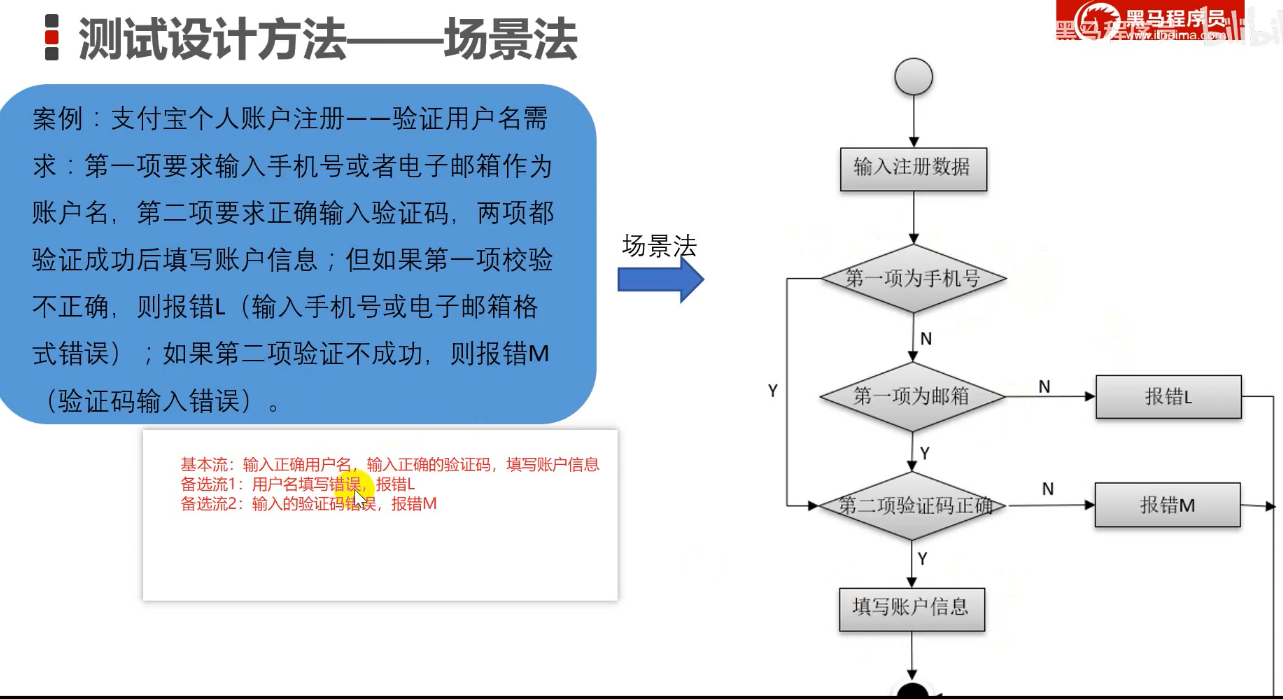 测试设计方法——场景法
黑马程序员
www.itheima.com
bilibili
案例：支付宝个人账户注册——验证用户名需
求：第一项要求输入手机号或者电子邮箱作为
账户名，第二项要求正确输入验证码，两项都
验证成功后填写账户信息；但如果第一项校验
不正确，则报错L（输入手机号或电子邮箱格
式错误）；如果第二项验证不成功，则报错M
（验证码输入错误）。
场景法
基本流：输入正确用户名，输入正确的验证码，填写账户信息
备选流1：用户名填写错误，报错L
备选流2：输入的验证码错误，报错M
输入注册数据
第一项为手机号
N
Y
第一项为邮箱
N
报错L
Y
第二项验证码正确
N
报错M
Y
填写账户信息